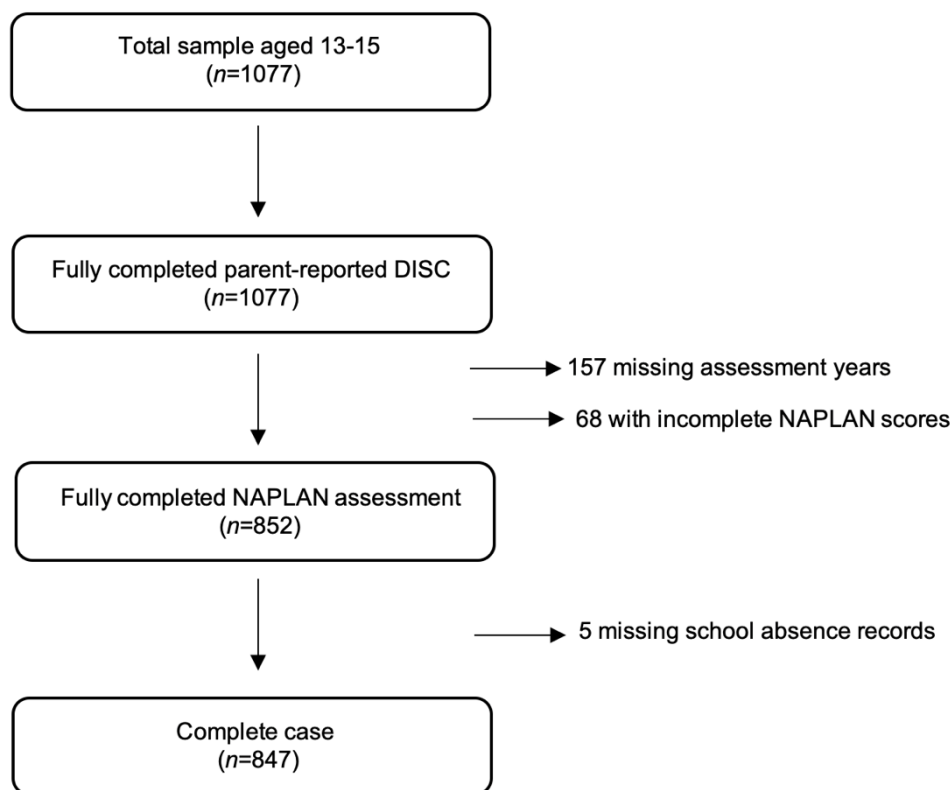 Total sample aged 13-15
(n=1077)
Fully completed parent-reported DISC
(n=1077)
157 missing assessment years
68 with incomplete NAPLAN scores
Fully completed NAPLAN assessment
(n=852)
5 missing school absence records
Complete case
(n=847)